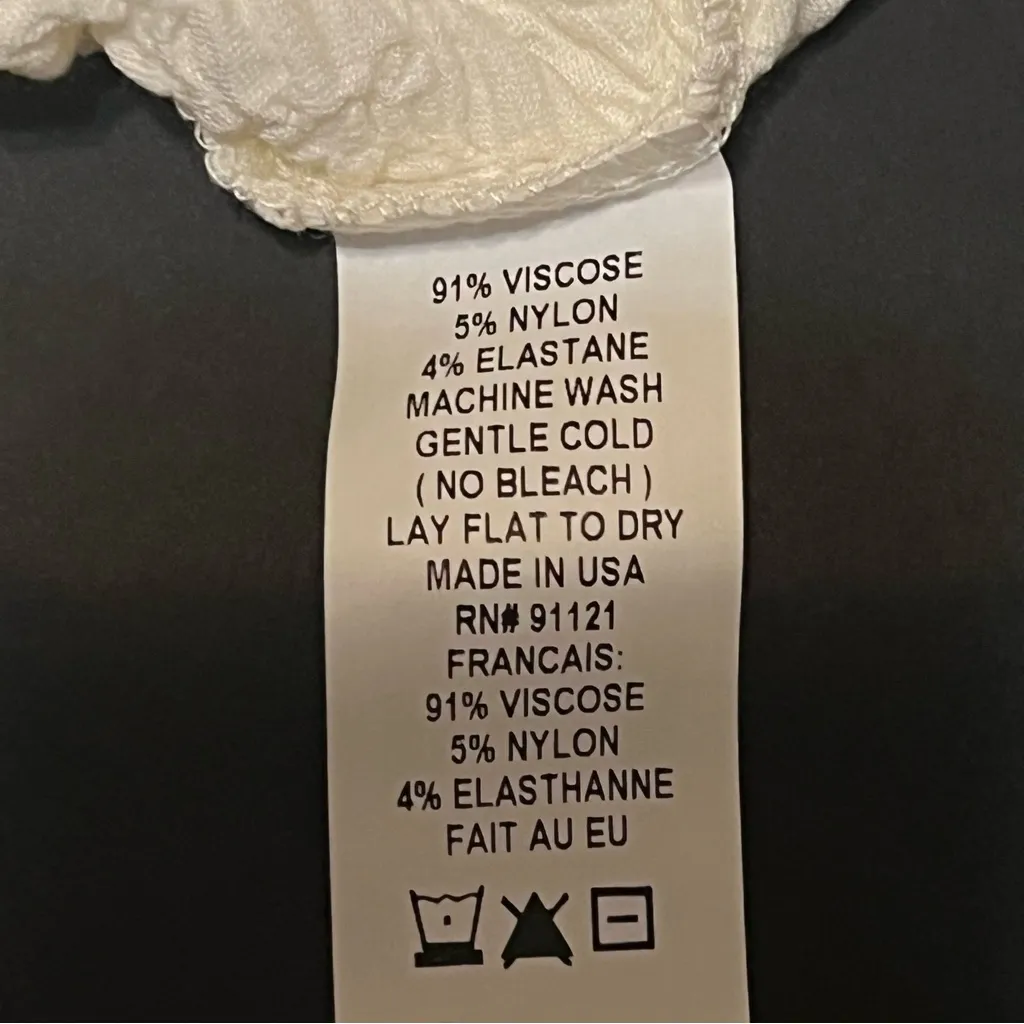 91% VISCOSE
5% NYLON
4% ELASTANE
MACHINE WASH
GENTLE COLD
( NO BLEACH )
LAY FLAT TO DRY
MADE IN USA
RN# 91121
FRANCAIS:
91% VISCOSE
5% NYLON
4% ELASTHANNE
FAIT AU EU